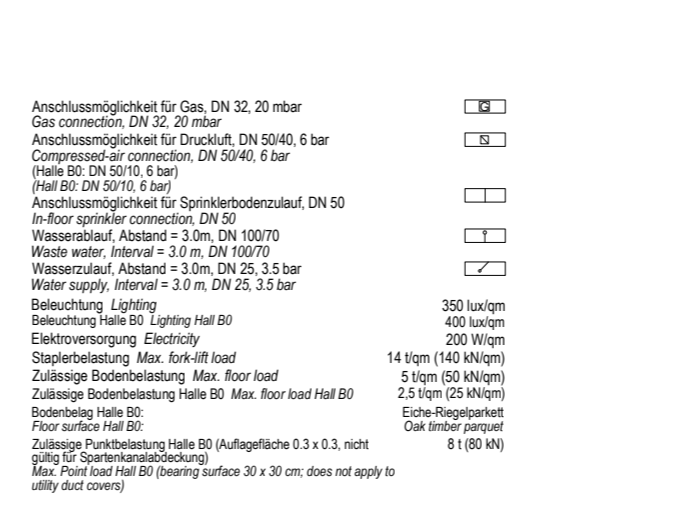 Anschlussmöglichkeit für Gas, DN 32, 20 mbar G
Gas connection, DN 32, 20 mbar
Anschlussmöglichkeit für Druckluft, DN 50/40, 6 bar
Compressed-air connection, DN 50/40, 6 bar
(Halle B0: DN 50/10, 6 bar)
(Hall B0: DN 50/10, 6 bar)
Anschlussmöglichkeit für Sprinklerbodenzulauf, DN 50
In-floor sprinkler connection, DN 50
Wasserablauf, Abstand = 3.0m, DN 100/70
Waste water, Interval = 3.0 m, DN 100/70
Wasserzulauf, Abstand = 3.0m, DN 25, 3.5 bar
Water supply, Interval = 3.0 m, DN 25, 3.5 bar
Beleuchtung Lighting 350 lux/qm
Beleuchtung Halle B0 Lighting Hall B0 400 lux/qm
Elektroversorgung Electricity 200 W/qm
Staplerbelastung Max. fork-lift load 14 t/qm (140 kN/qm)
Zulässige Bodenbelastung Max. floor load 5 t/qm (50 kN/qm)
Zulässige Bodenbelastung Halle B0 Max. floor load Hall B0 2,5 t/qm (25 kN/qm)
Bodenbelag Halle B0: Eiche-Riegelparkett
Floor surface Hall B0: Oak timber parquet
Zulässige Punktbelastung Halle B0 (Auflagefläche 0.3 x 0.3, nicht 8 t (80 kN)
gültig für Spartenkanalabdeckung)
Max. Point load Hall B0 (bearing surface 30 x 30 cm; does not apply to
utility duct covers)